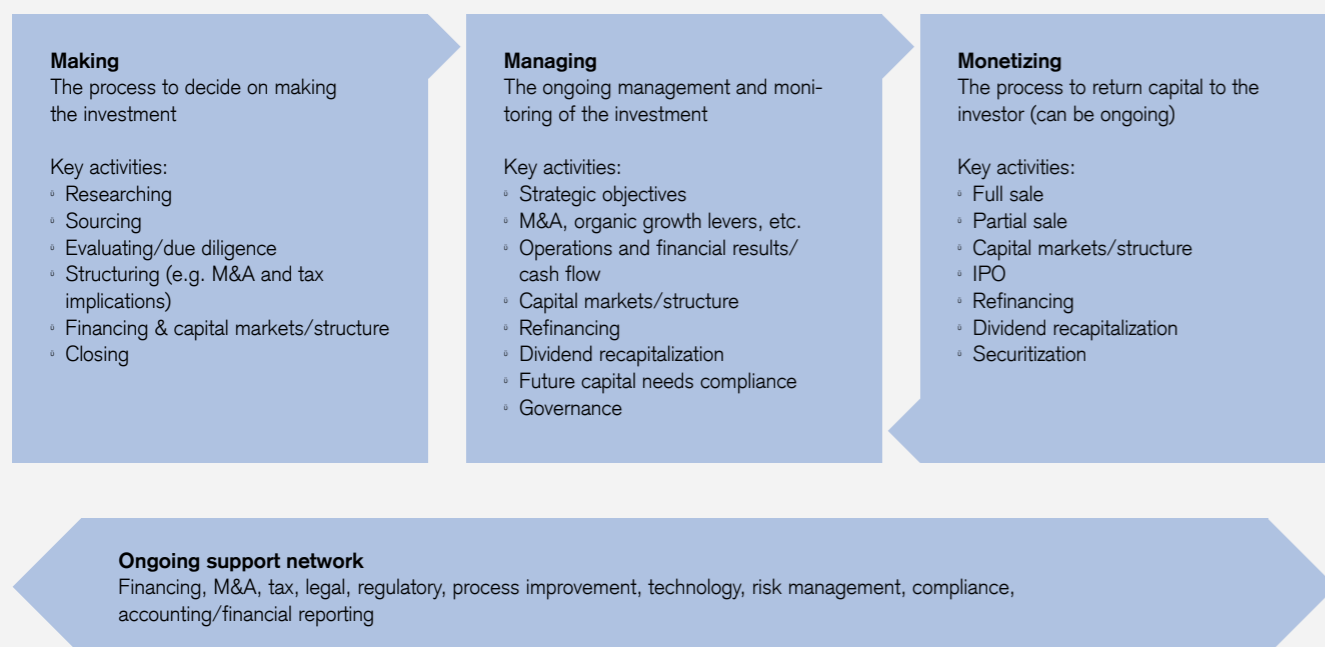 Making
The process to decide on making
the investment
Key activities:
Researching
Sourcing
Evaluating/due diligence
Structuring (e.g. M&A and tax
implications)
Financing & capital markets/structure
Closing
Managing
The ongoing management and moni-
toring of the investment
Key activities:
Strategic objectives
M&A, organic growth levers, etc.
Operations and financial results/
cash flow
Capital markets/structure
Refinancing
Dividend recapitalization
Future capital needs compliance
Governance
Monetizing
The process to return capital to the
investor (can be ongoing)
Key activities:
Full sale
Partial sale
Capital markets/structure
IPO
Refinancing
Dividend recapitalization
Securitization
Ongoing support network
Financing, M&A, tax, legal, regulatory, process improvement, technology, risk management, compliance,
accounting/financial reporting